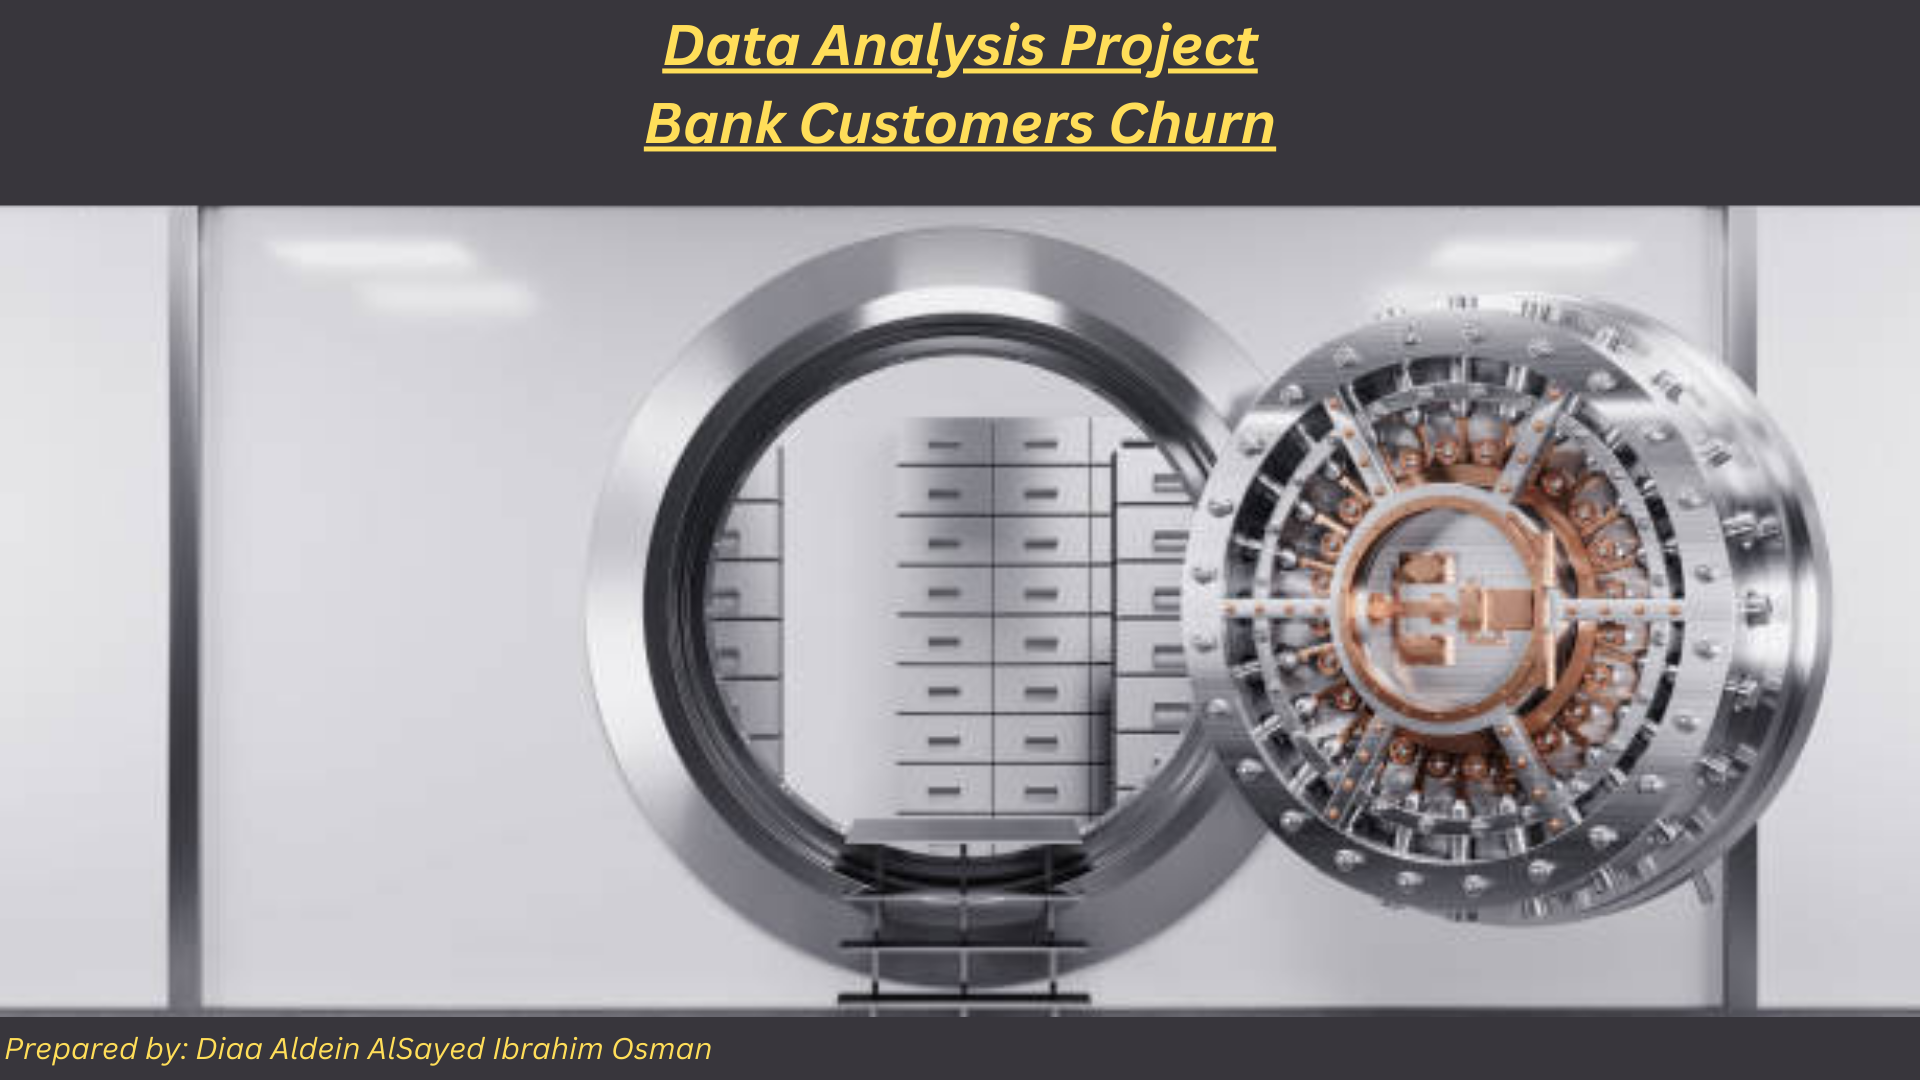 Data Analysis Project
Bank Customers Churn
Prepared by: Diaa Aldein AlSayed Ibrahim Osman